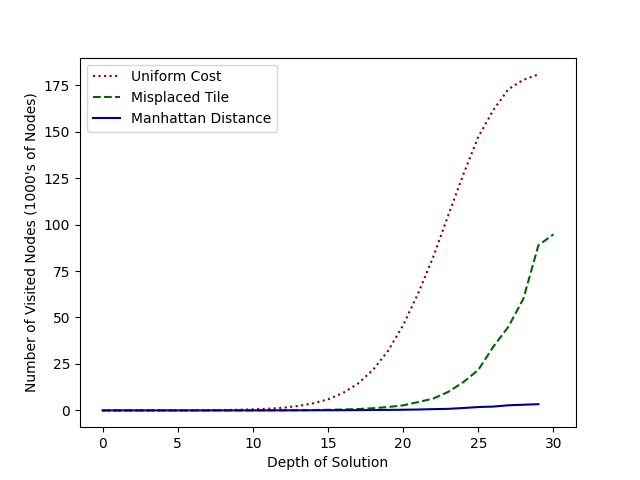 Uniform Cost
Misplaced Tile
Manhattan Distance
175
150
125
100
75
50
25
0
Number of Visited Nodes (1000's of Nodes)
0 5 10 15 20 25 30
Depth of Solution